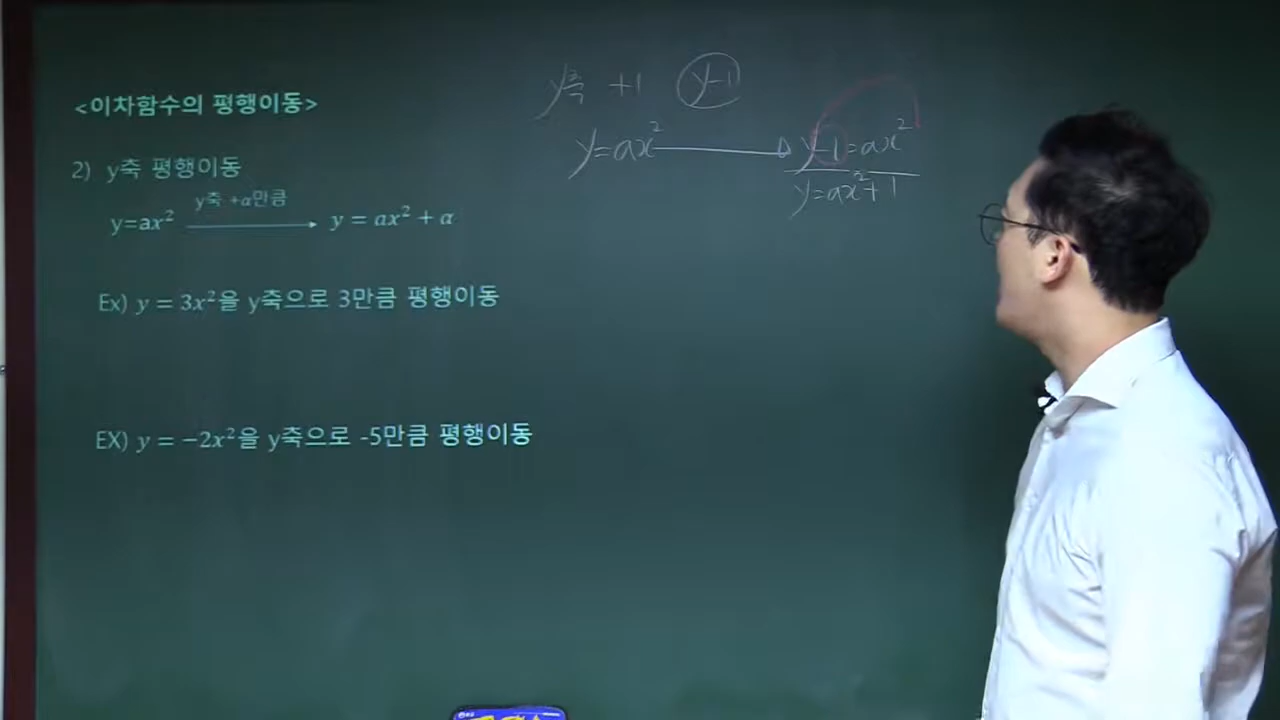 <이차함수의 평행이동>
2) y축 평행이동
y축 +α만큼
y=ax² → y = ax² + α
Ex) y = 3x²을 y축으로 3만큼 평행이동
EX) y = −2x²을 y축으로 -5만큼 평행이동
y축 +1 y-1
y=ax² → y-1=ax²
y=ax²+1